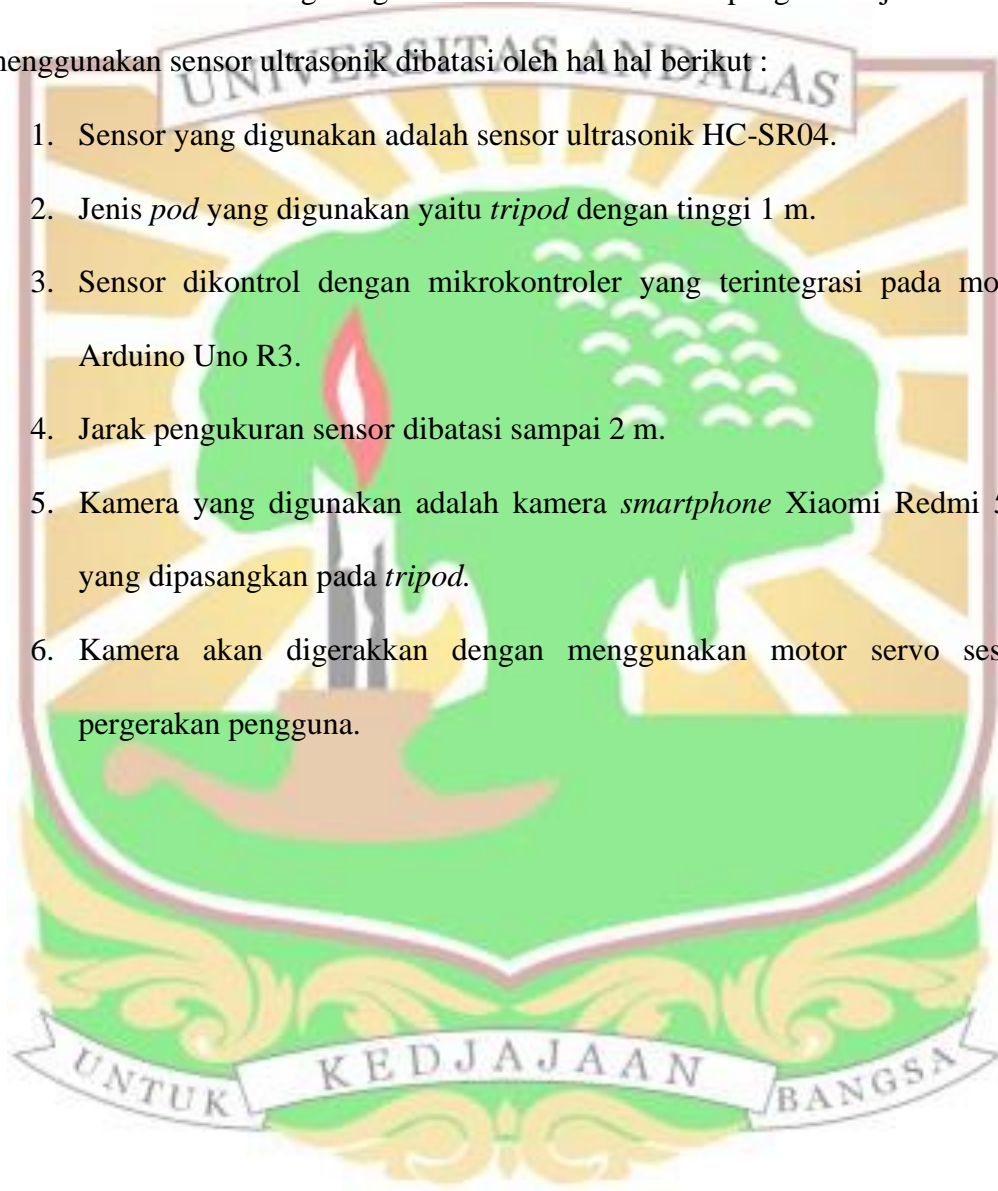 menggunakan sensor ultrasonik dibatasi oleh hal hal berikut :
UNIVERSITAS ANDALAS
1. Sensor yang digunakan adalah sensor ultrasonik HC-SR04.
2. Jenis pod yang digunakan yaitu tripod dengan tinggi 1 m.
3. Sensor dikontrol dengan mikrokontroler yang terintegrasi pada mo
Arduino Uno R3.
4. Jarak pengukuran sensor dibatasi sampai 2 m.
5. Kamera yang digunakan adalah kamera smartphone Xiaomi Redmi
yang dipasangkan pada tripod.
6. Kamera akan digerakkan dengan menggunakan motor servo ses
pergerakan pengguna.
UNTUK KEDJAJAAN BANGSA